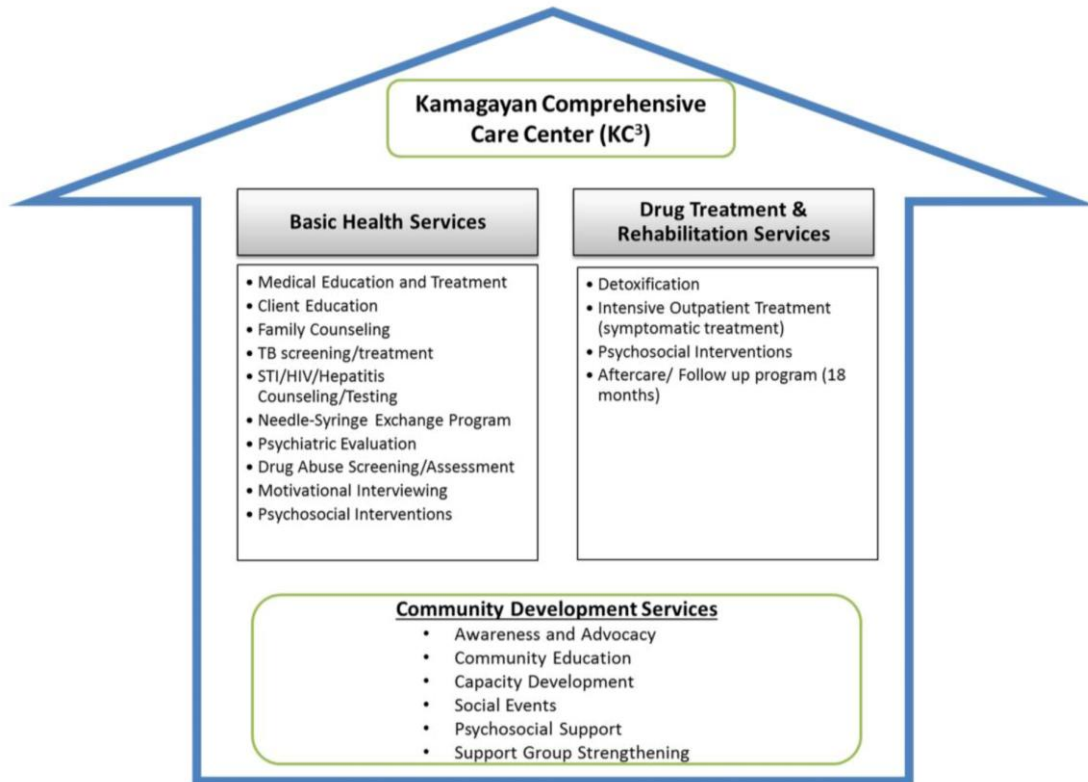 Kamagayan Comprehensive
Care Center (KC³)
Basic Health Services
• Medical Education and Treatment
• Client Education
• Family Counseling
• TB screening/treatment
• STI/HIV/Hepatitis
Counseling/Testing
• Needle-Syringe Exchange Program
• Psychiatric Evaluation
• Drug Abuse Screening/Assessment
• Motivational Interviewing
• Psychosocial Interventions
Drug Treatment &
Rehabilitation Services
• Detoxification
• Intensive Outpatient Treatment
(symptomatic treatment)
• Psychosocial Interventions
• Aftercare/ Follow up program (18
months)
Community Development Services
• Awareness and Advocacy
• Community Education
• Capacity Development
• Social Events
• Psychosocial Support
• Support Group Strengthening